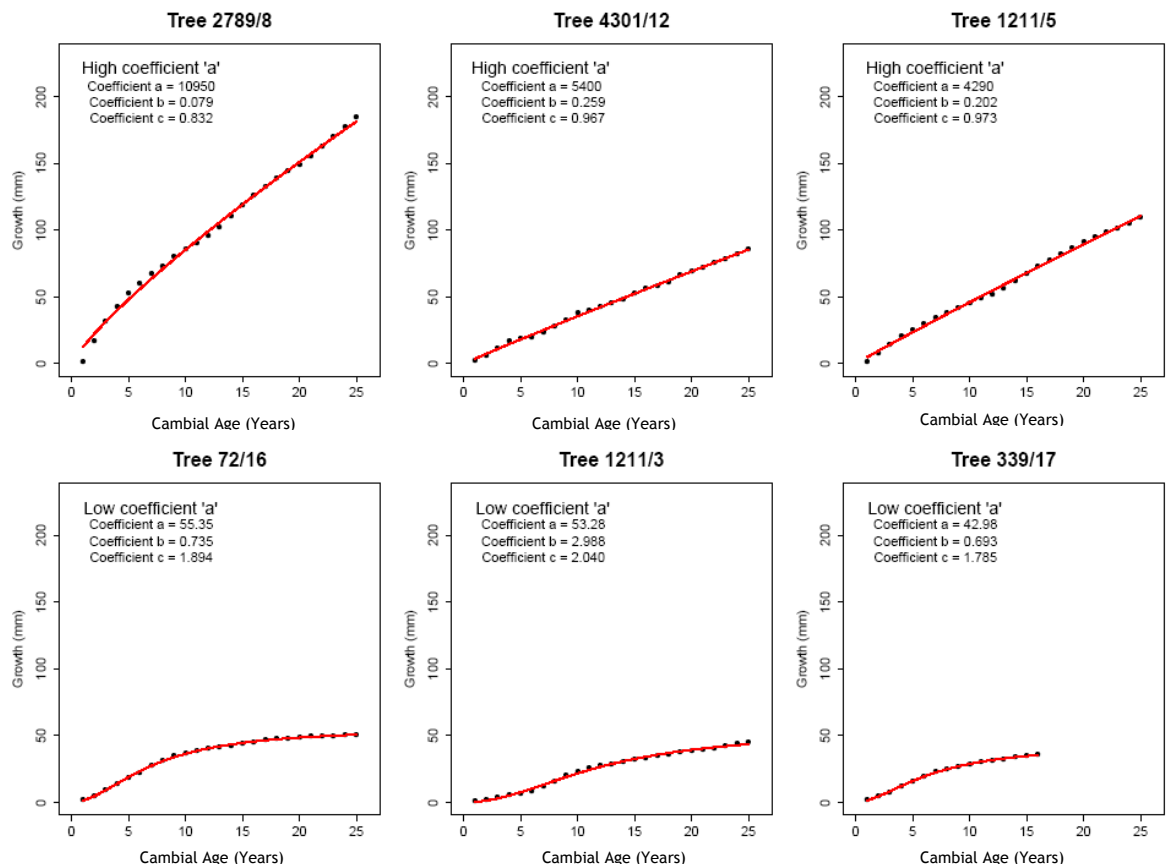 Tree 2789/8
High coefficient 'a'
Coefficient a = 10950
Coefficient b = 0.079
Coefficient c = 0.832
Growth (mm)
0
50
100
150
200
0 5 10 15 20 25
Cambial Age (Years)
Tree 4301/12
High coefficient 'a'
Coefficient a = 5400
Coefficient b = 0.259
Coefficient c = 0.967
Growth (mm)
0
50
100
150
200
0 5 10 15 20 25
Cambial Age (Years)
Tree 1211/5
High coefficient 'a'
Coefficient a = 4290
Coefficient b = 0.202
Coefficient c = 0.973
Growth (mm)
0
50
100
150
200
0 5 10 15 20 25
Cambial Age (Years)
Tree 72/16
Low coefficient 'a'
Coefficient a = 55.35
Coefficient b = 0.735
Coefficient c = 1.894
Growth (mm)
0
50
100
150
200
0 5 10 15 20 25
Cambial Age (Years)
Tree 1211/3
Low coefficient 'a'
Coefficient a = 53.28
Coefficient b = 2.988
Coefficient c = 2.040
Growth (mm)
0
50
100
150
200
0 5 10 15 20 25
Cambial Age (Years)
Tree 339/17
Low coefficient 'a'
Coefficient a = 42.98
Coefficient b = 0.693
Coefficient c = 1.785
Growth (mm)
0
50
100
150
200
0 5 10 15 20 25
Cambial Age (Years)